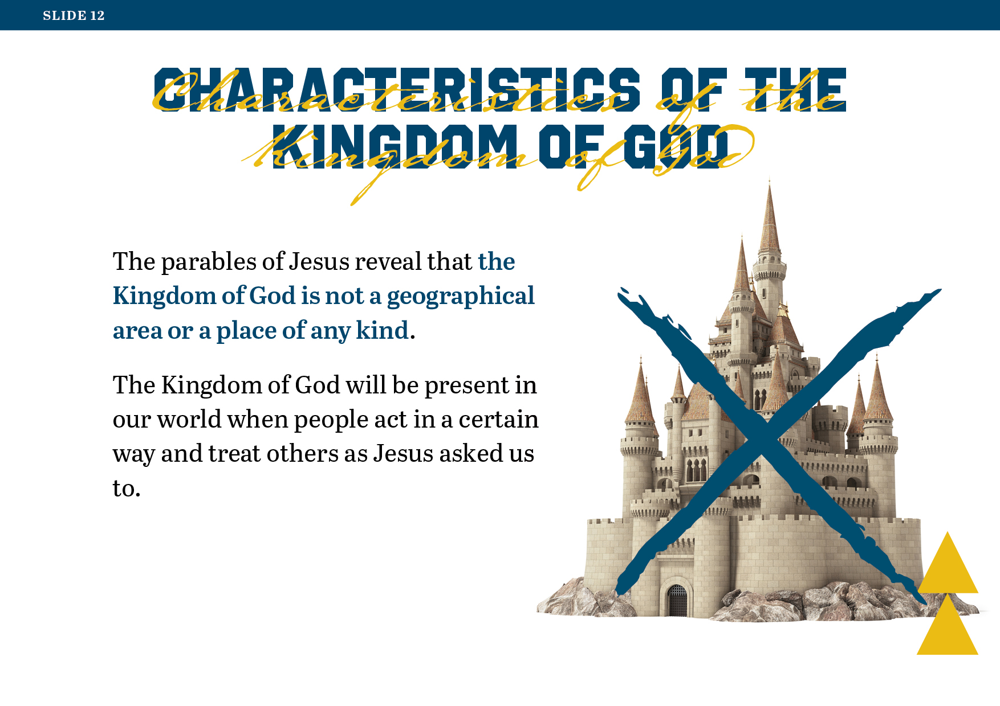 SLIDE 12
CHARACTERISTICS OF THE
Characteristics of the
KINGDOM OF GOD
Kingdom of God
The parables of Jesus reveal that the
Kingdom of God is not a geographical
area or a place of any kind.
The Kingdom of God will be present in
our world when people act in a certain
way and treat others as Jesus asked us
to.